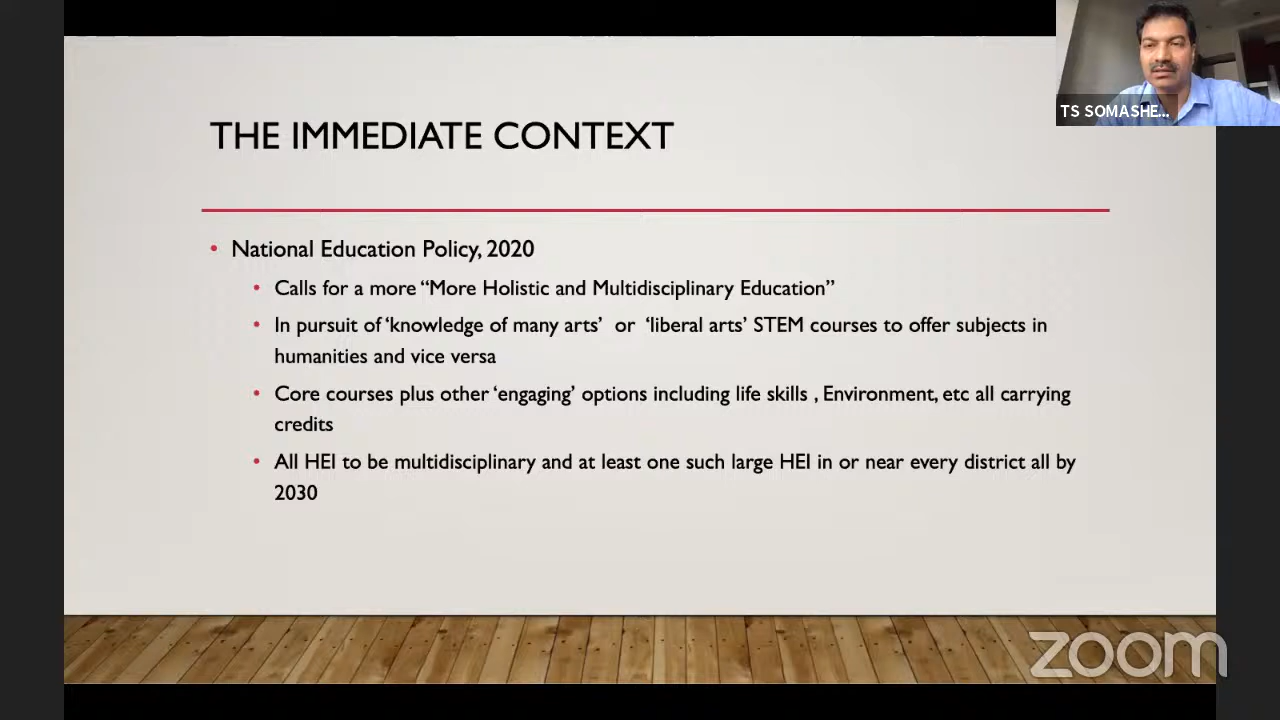 TS SOMASHE...
THE IMMEDIATE CONTEXT
• National Education Policy, 2020
• Calls for a more “More Holistic and Multidisciplinary Education”
• In pursuit of ‘knowledge of many arts’ or ‘liberal arts’ STEM courses to offer subjects in
humanities and vice versa
• Core courses plus other ‘engaging’ options including life skills , Environment, etc all carrying
credits
• All HEI to be multidisciplinary and at least one such large HEI in or near every district all by
2030
zoom